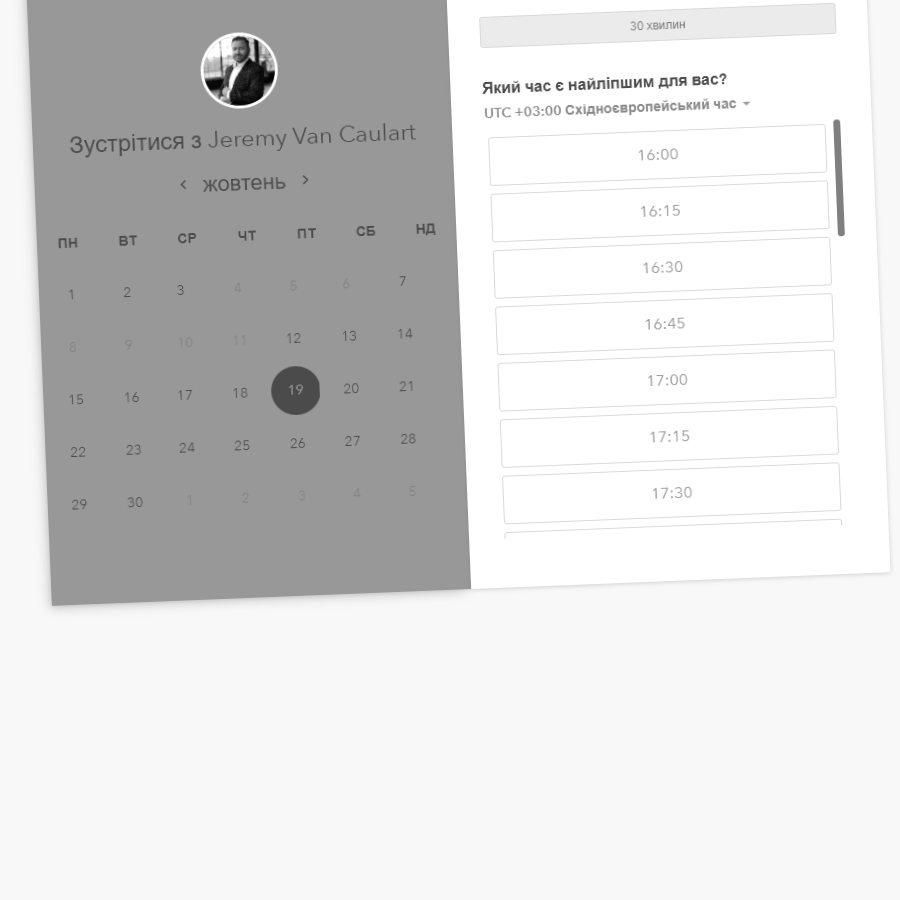 Зустрітися з Jeremy Van Caulart
жовтень
ПН ВТ СР ЧТ ПТ СБ НД
1 2 3 4 5 6 7
8 9 10 11 12 13 14
15 16 17 18 19 20 21
22 23 24 25 26 27 28
29 30 1 2 3 4 5
30 хвилин
Який час є найліпшим для вас?
UTC +03:00 Східноєвропейський час
16:00
16:15
16:30
16:45
17:00
17:15
17:30